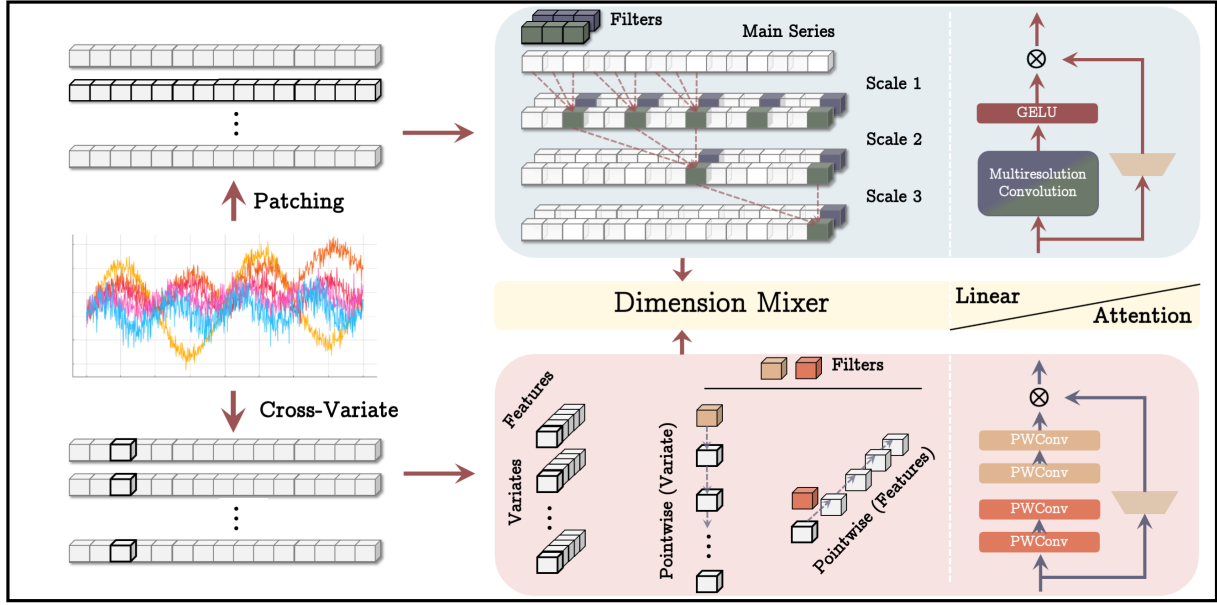 Filters
Main Series
Scale 1
Scale 2
Scale 3
GELU
Multiresolution
Convolution
Patching
Dimension Mixer
Linear
Attention
Cross-Variate
Features
Variates
Filters
Pointwise (Variate)
Pointwise (Features)
PWConv
PWConv
PWConv
PWConv